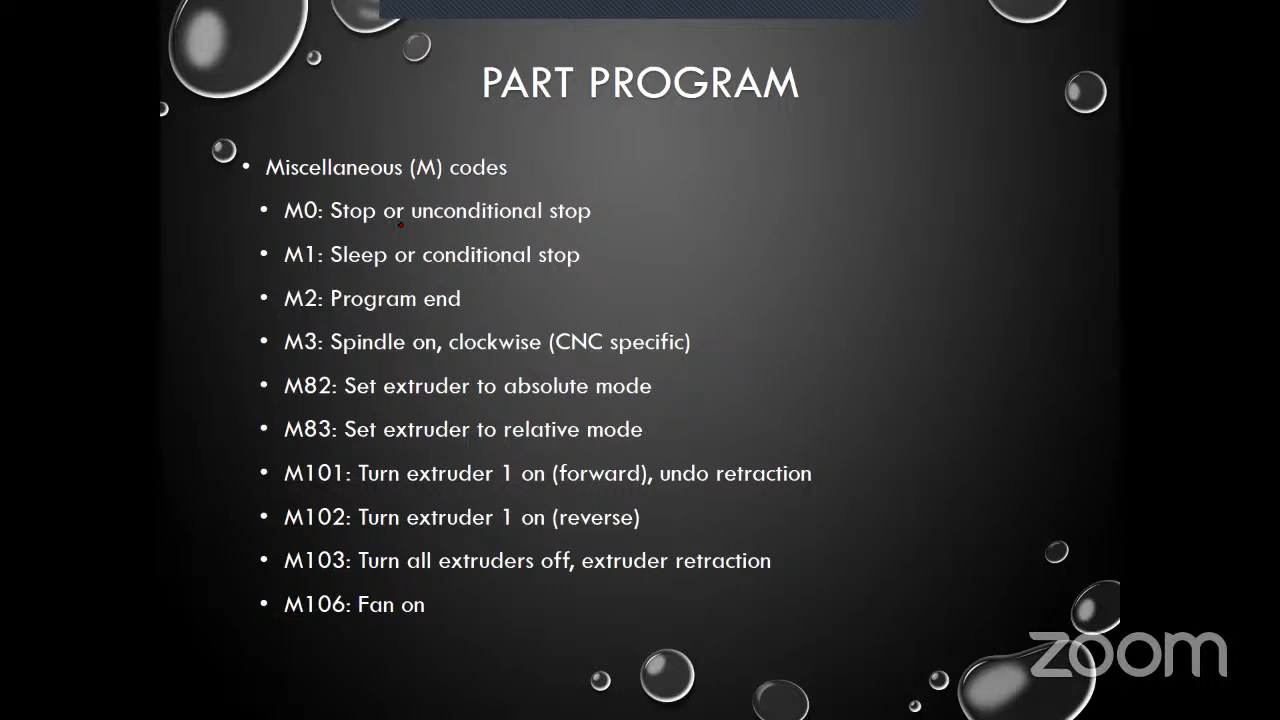 PART PROGRAM
• Miscellaneous (M) codes
• M0: Stop or unconditional stop
• M1: Sleep or conditional stop
• M2: Program end
• M3: Spindle on, clockwise (CNC specific)
• M82: Set extruder to absolute mode
• M83: Set extruder to relative mode
• M101: Turn extruder 1 on (forward), undo retraction
• M102: Turn extruder 1 on (reverse)
• M103: Turn all extruders off, extruder retraction
• M106: Fan on
zoom